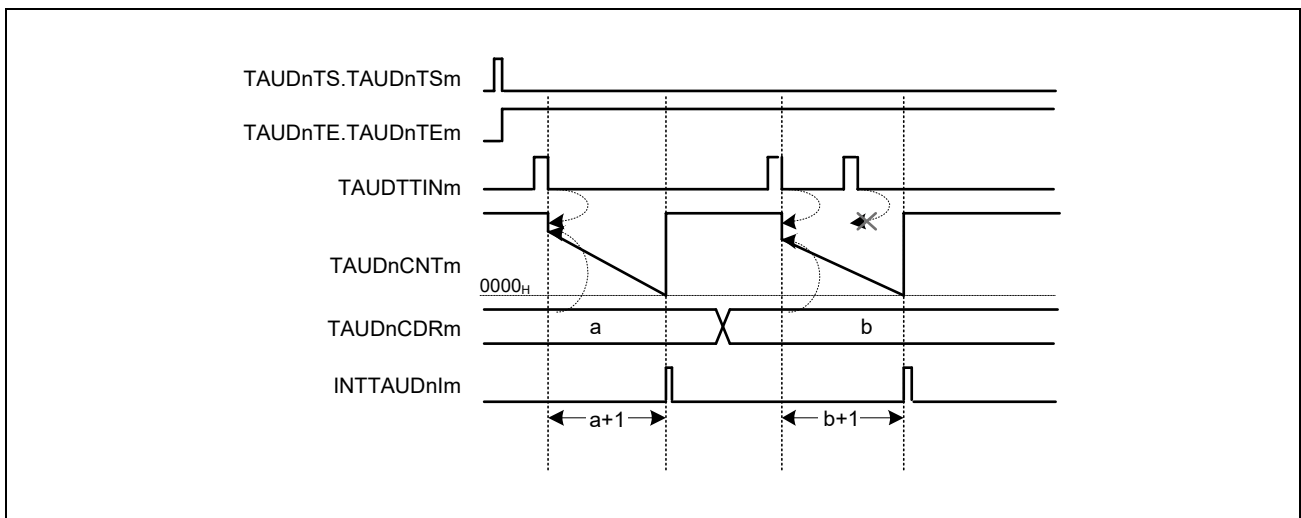 TAUDnTS.TAUDnTSm
TAUDnTE.TAUDnTEm
TAUDTTINm
TAUDnCNTm
0000H
TAUDnCDRm
a
b
INTTAUDnIm
a+1
b+1